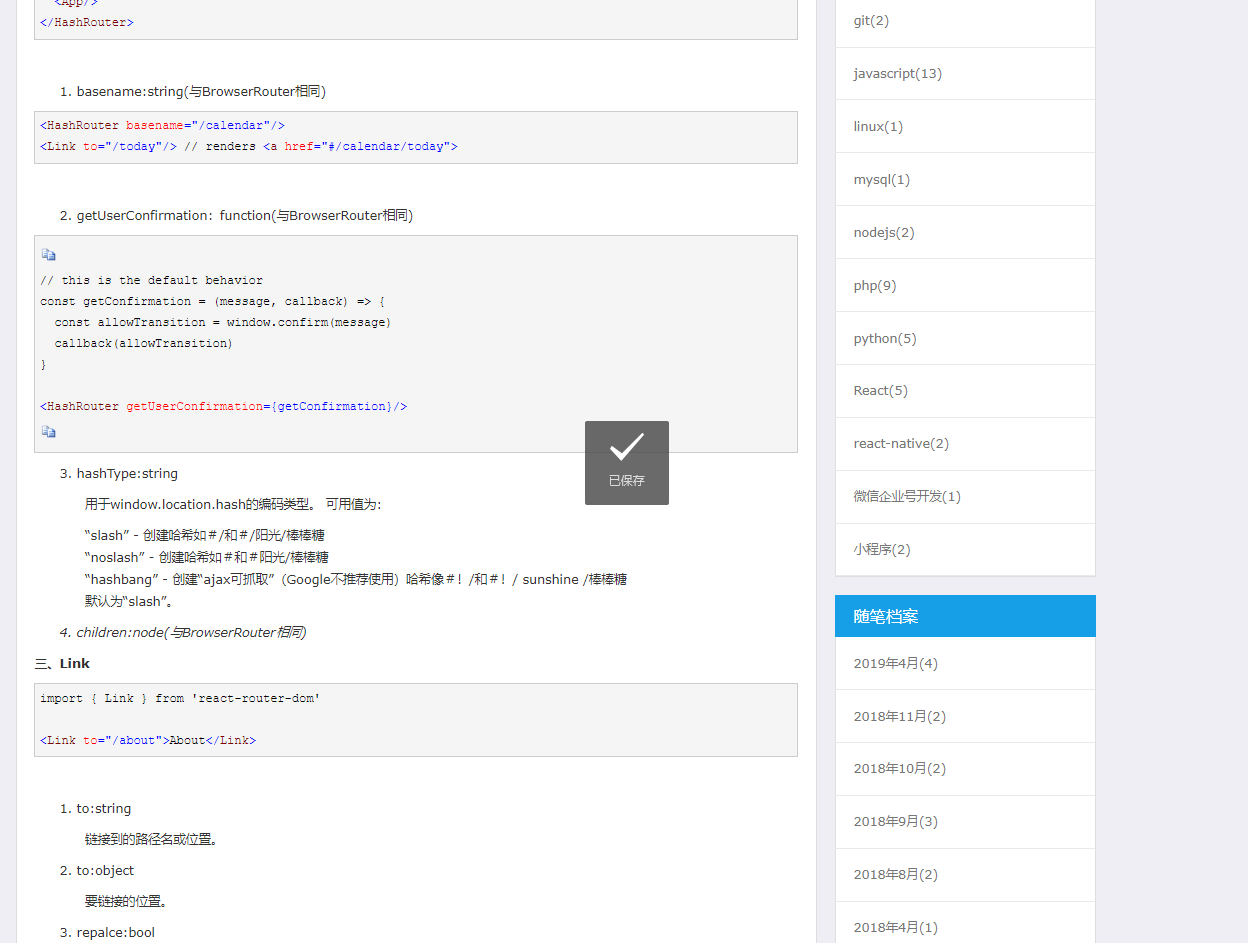 <App/>
</HashRouter>
1. basename:string(与BrowserRouter相同)
<HashRouter basename="/calendar"/>
<Link to="/today"/> // renders <a href="#/calendar/today">
2. getUserConfirmation: function(与BrowserRouter相同)
// this is the default behavior
const getConfirmation = (message, callback) => {
  const allowTransition = window.confirm(message)
  callback(allowTransition)
}
<HashRouter getUserConfirmation={getConfirmation}/>
3. hashType:string
用于window.location.hash的编码类型。 可用值为:
“slash” - 创建哈希如＃/和＃/阳光/棒棒糖
“noslash” - 创建哈希如＃和＃阳光/棒棒糖
“hashbang” - 创建“ajax可抓取”（Google不推荐使用）哈希像＃！/和＃！/ sunshine /棒棒糖
默认为“slash”。
4. children:node(与BrowserRouter相同)
三、Link
import { Link } from 'react-router-dom'
<Link to="/about">About</Link>
1. to:string
链接到的路径名或位置。
2. to:object
要链接的位置。
3. repalce:bool
已保存
git(2)
javascript(13)
linux(1)
mysql(1)
nodejs(2)
php(9)
python(5)
React(5)
react-native(2)
微信企业号开发(1)
小程序(2)
随笔档案
2019年4月(4)
2018年11月(2)
2018年10月(2)
2018年9月(3)
2018年8月(2)
2018年4月(1)